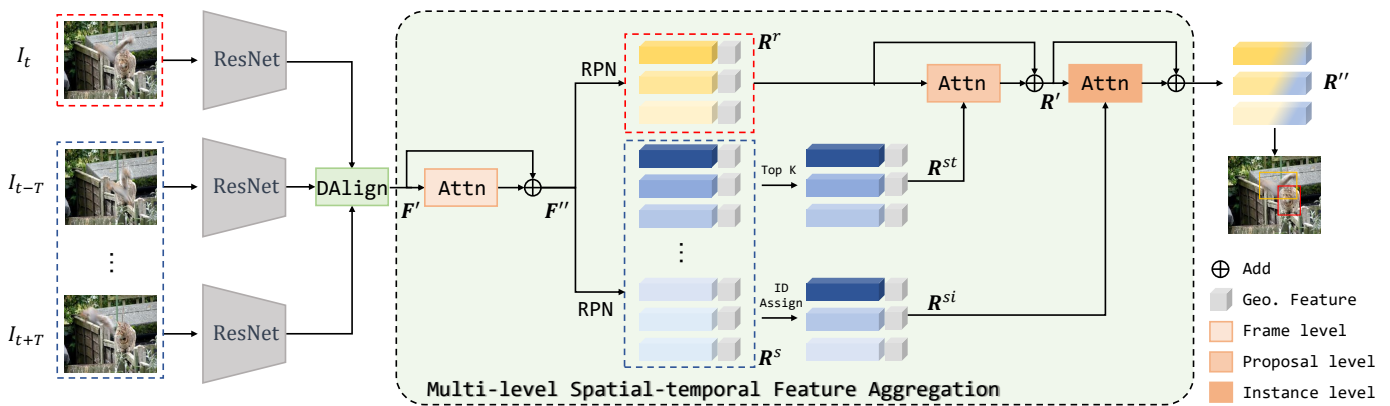 I_t
ResNet
I_{t−T}
ResNet
⋮
I_{t+T}
ResNet
DAlign
F'
Attn
F''
RPN
RPN
R^r
⋮
R^s
Top K
ID
Assign
R^{st}
R^{si}
Attn
R'
Attn
R''
Multi-level Spatial-temporal Feature Aggregation
Add
Geo. Feature
Frame level
Proposal level
Instance level